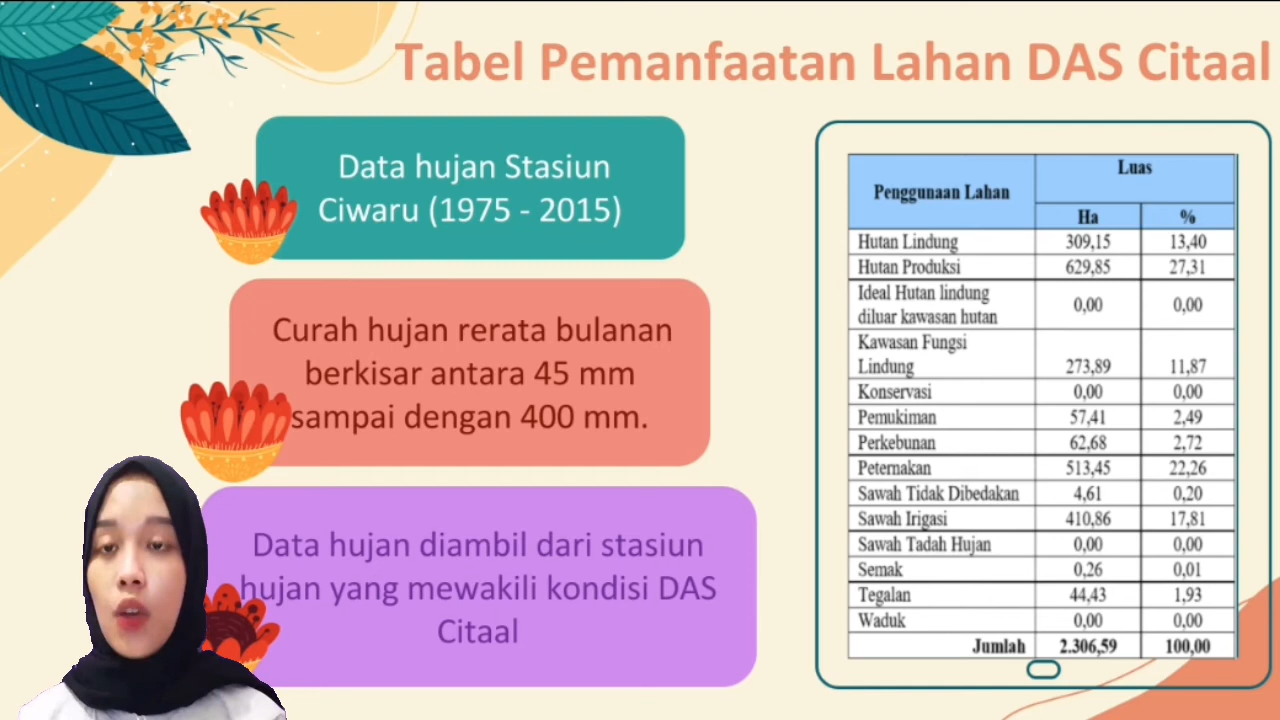 Tabel Pemanfaatan Lahan DAS Citaal
Data hujan Stasiun
Ciwaru (1975 - 2015)
Curah hujan rerata bulanan
berkisar antara 45 mm
sampai dengan 400 mm.
Data hujan diambil dari stasiun
hujan yang mewakili kondisi DAS
Citaal
Penggunaan Lahan
Luas
Ha %
Hutan Lindung 309,15 13,40
Hutan Produksi 629,85 27,31
Ideal Hutan lindung
diluar kawasan hutan 0,00 0,00
Kawasan Fungsi
Lindung 273,89 11,87
Konservasi 0,00 0,00
Pemukiman 57,41 2,49
Perkebunan 62,68 2,72
Peternakan 513,45 22,26
Sawah Tidak Dibedakan 4,61 0,20
Sawah Irigasi 410,86 17,81
Sawah Tadah Hujan 0,00 0,00
Semak 0,26 0,01
Tegalan 44,43 1,93
Waduk 0,00 0,00
Jumlah 2.306,59 100,00